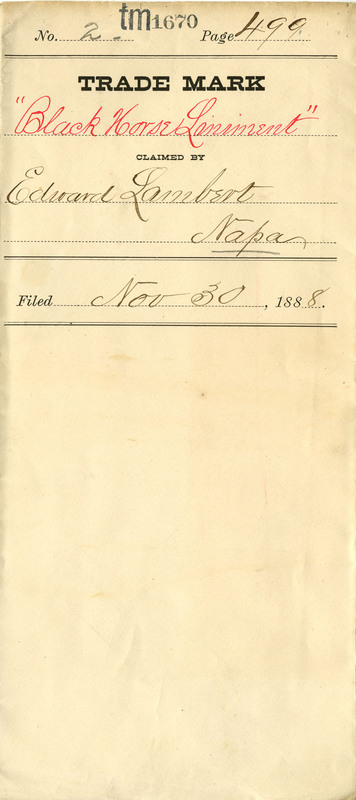 tm1670
No. 2. Page 499.
TRADE MARK
"Black Horse Liniment"
CLAIMED BY
Edward Lambert
Napa
Filed Nov 30, 1888.